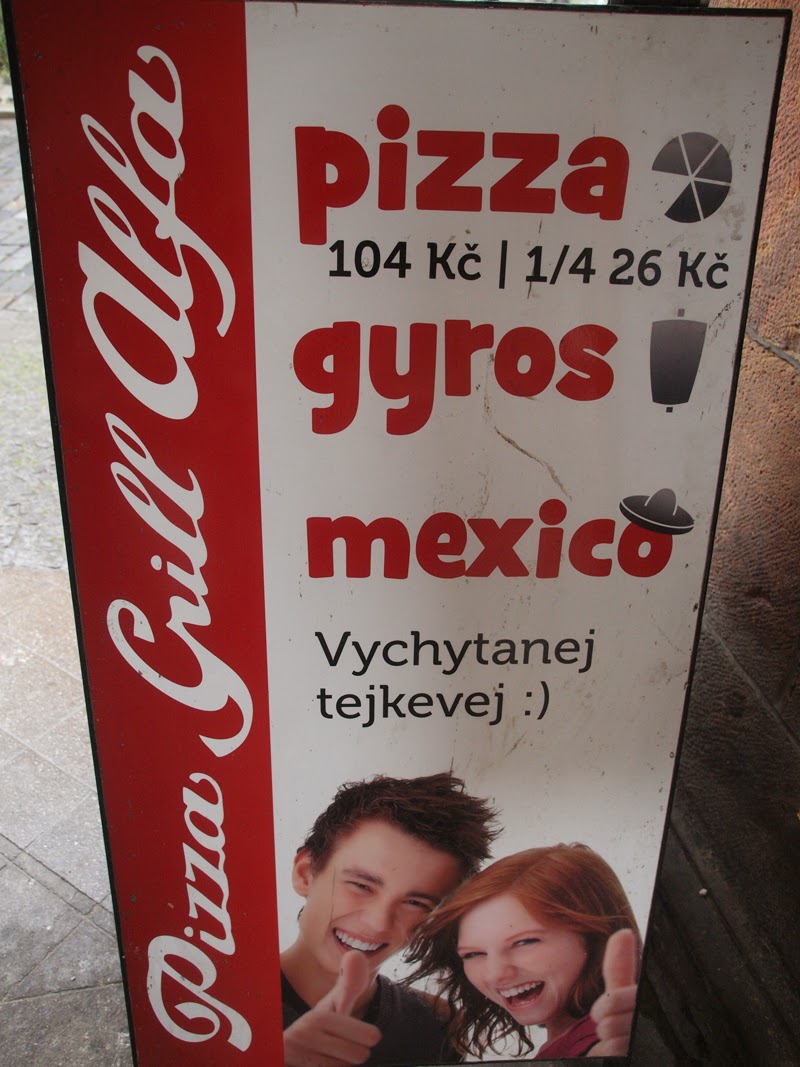 Pizza Grill Alfa
pizza
104 Kč | 1/4 26 Kč
gyros
mexico
Vychytanej
tejkevej :)